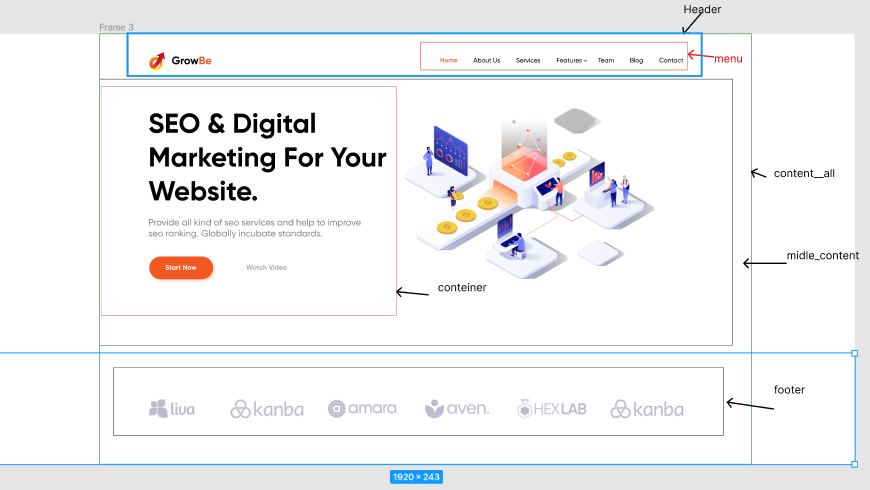 Header
Frame 3
GrowBe
Home About Us Services Features Team Blog Contact
menu
SEO & Digital
Marketing For Your
Website.
content__all
Provide all kind of seo services and help to improve
seo ranking. Globally incubate standards.
midle_content
Start Now Watch Video
conteiner
footer
liva kanba amara aven. HEXLAB kanba
1920 × 243